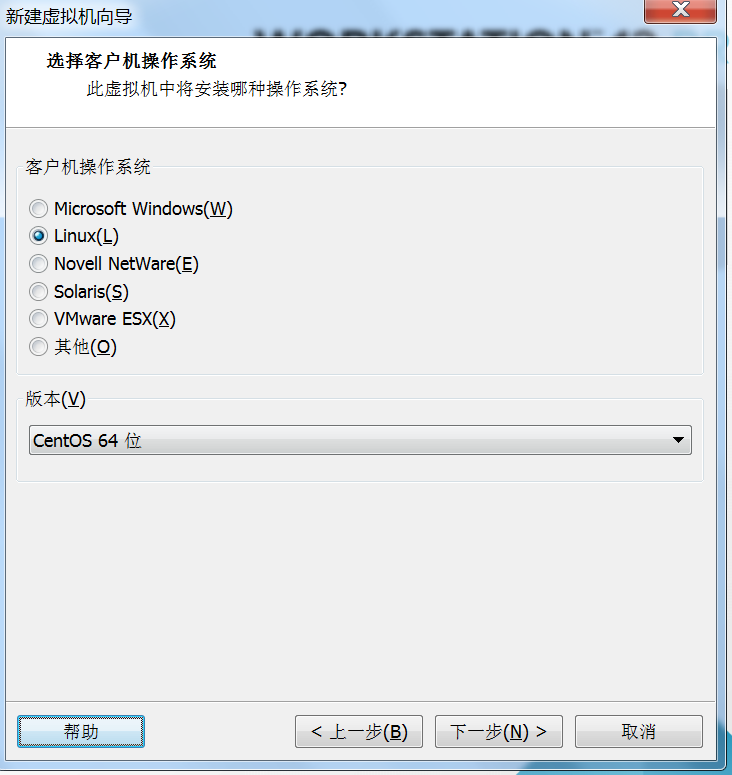 新建虚拟机向导
选择客户机操作系统
此虚拟机中将安装哪种操作系统?
客户机操作系统
Microsoft Windows(W)
Linux(L)
Novell NetWare(E)
Solaris(S)
VMware ESX(X)
其他(O)
版本(V)
CentOS 64 位
帮助
< 上一步(B)
下一步(N) >
取消